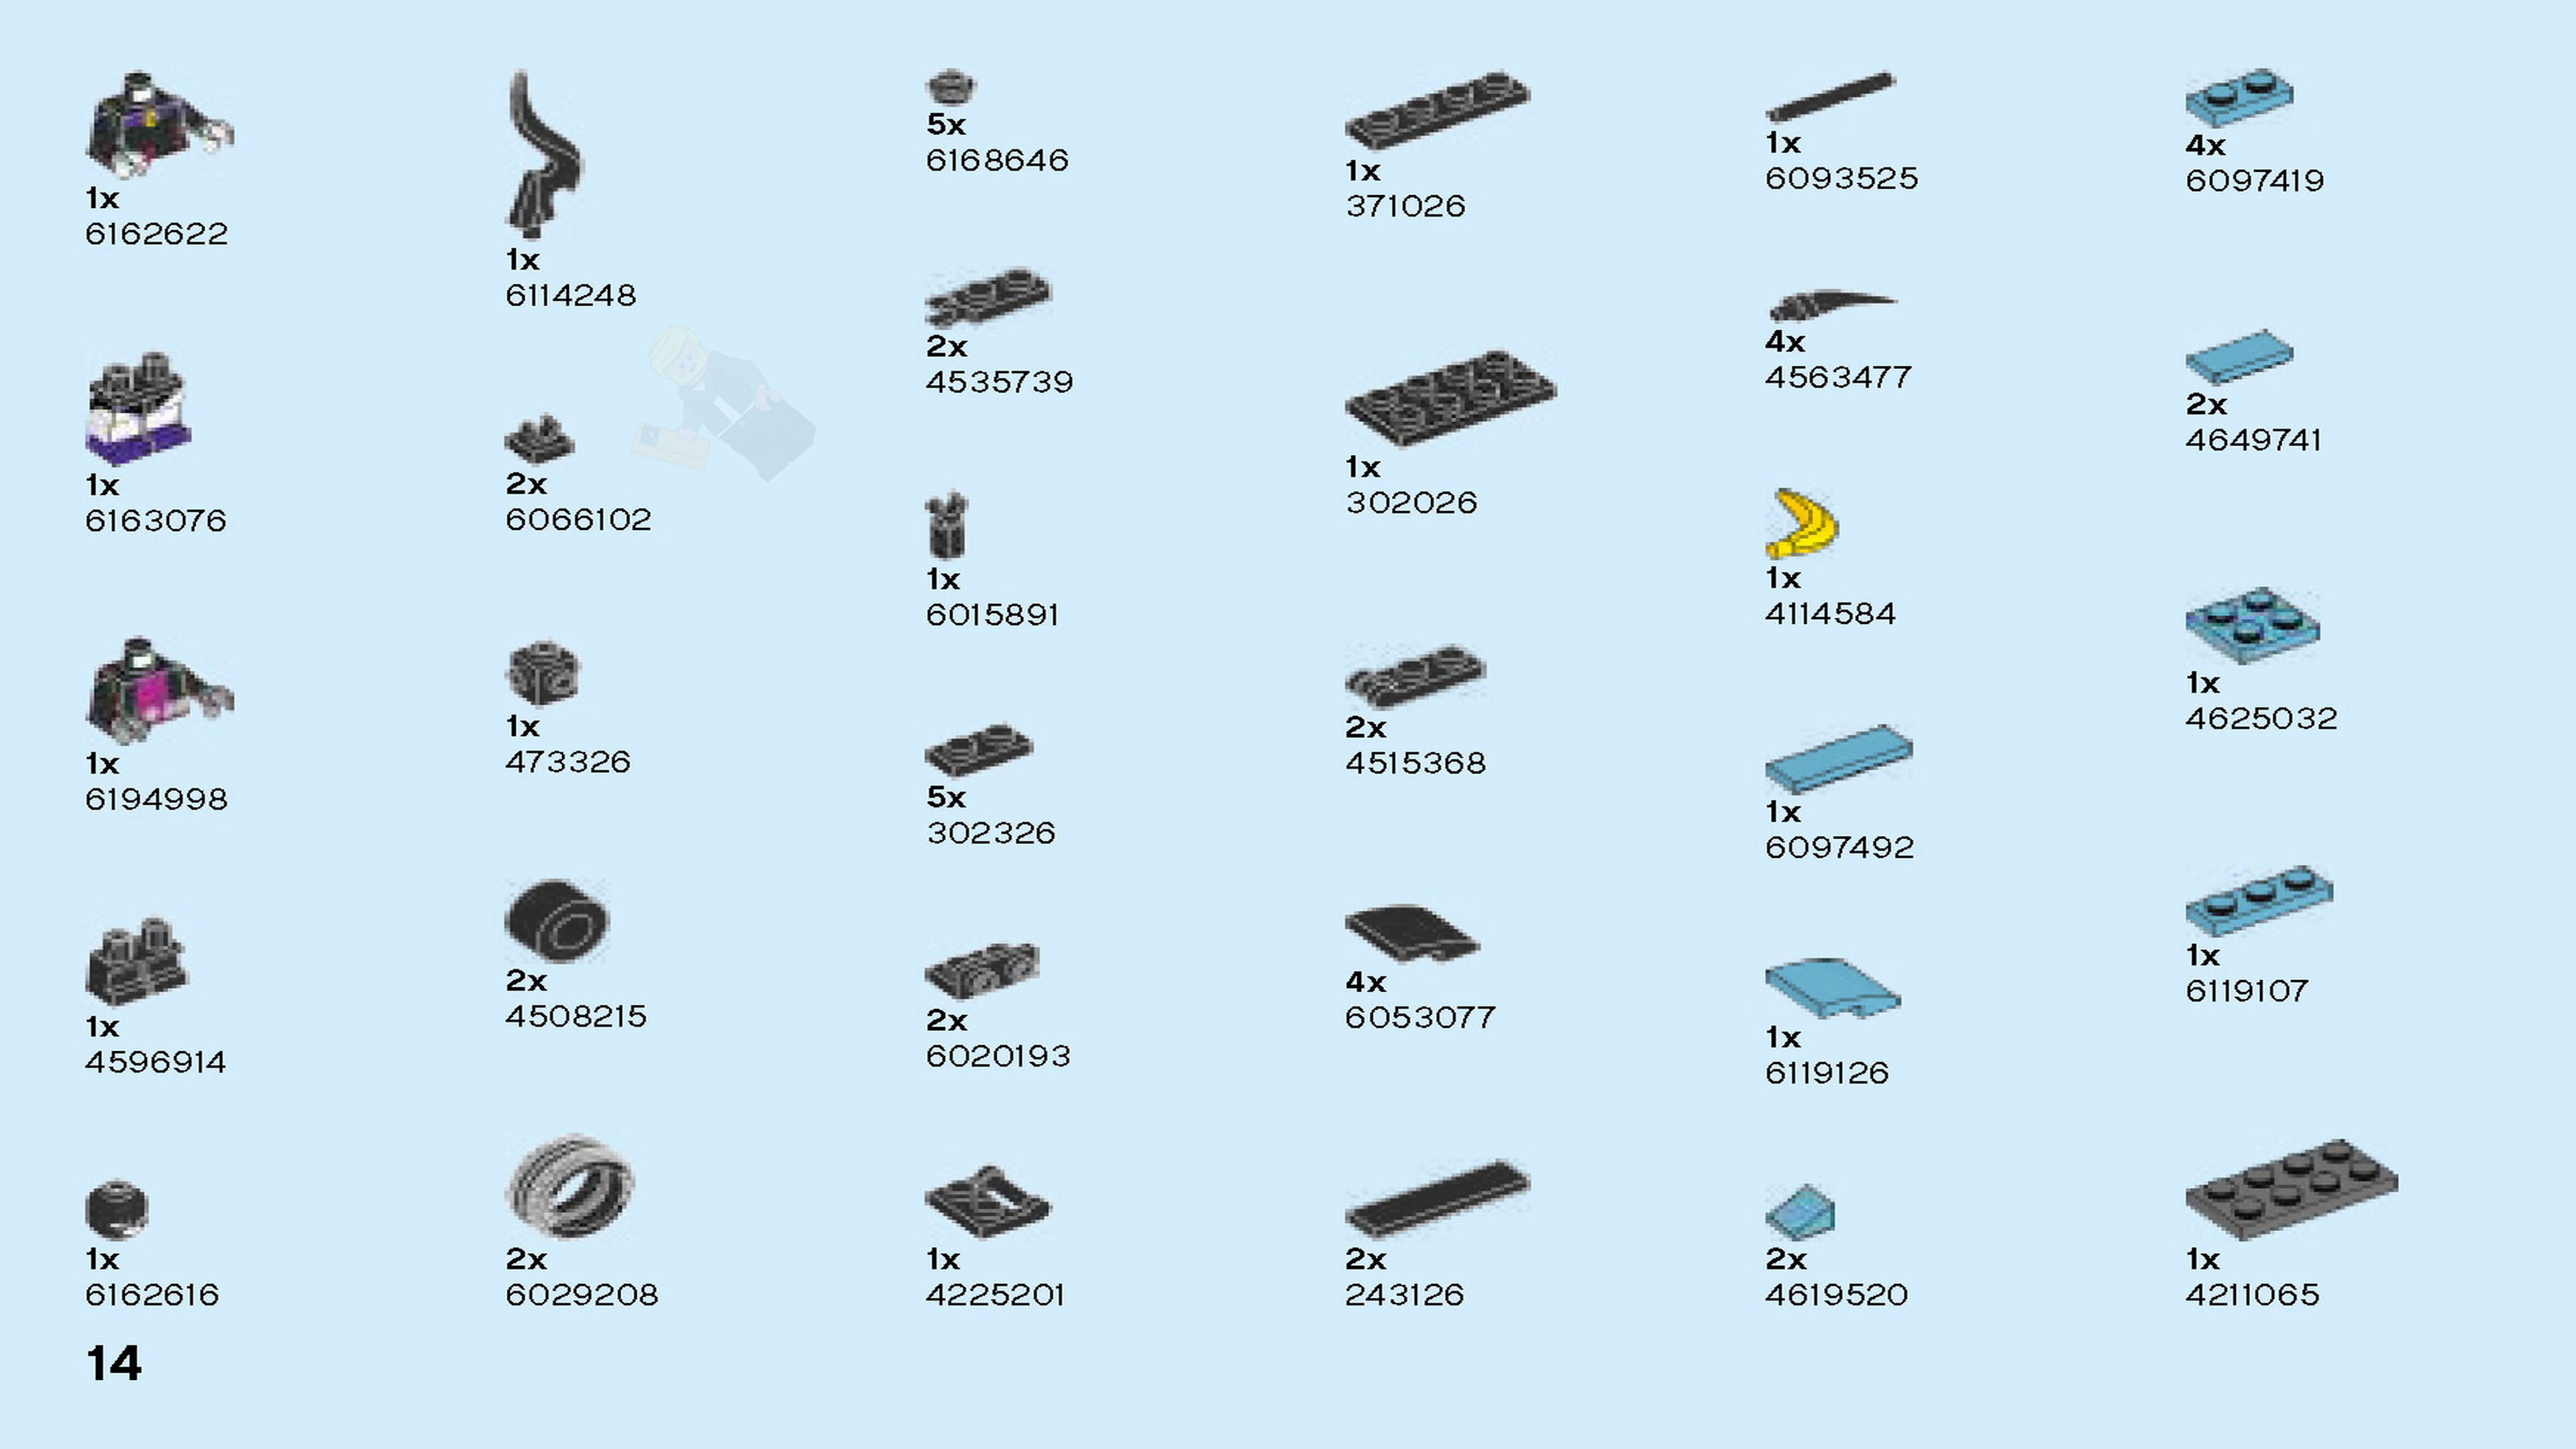 1x
6162622
1x
6163076
1x
6194998
1x
4596914
1x
6162616
1x
6114248
2x
6066102
1x
473326
2x
4508215
2x
6029208
5x
6168646
2x
4535739
1x
6015891
5x
302326
2x
6020193
1x
4225201
1x
371026
1x
302026
2x
4515368
4x
6053077
2x
243126
1x
6093525
4x
4563477
1x
4114584
1x
6097492
1x
6119126
2x
4619520
4x
6097419
2x
4649741
1x
4625032
1x
6119107
1x
4211065
14